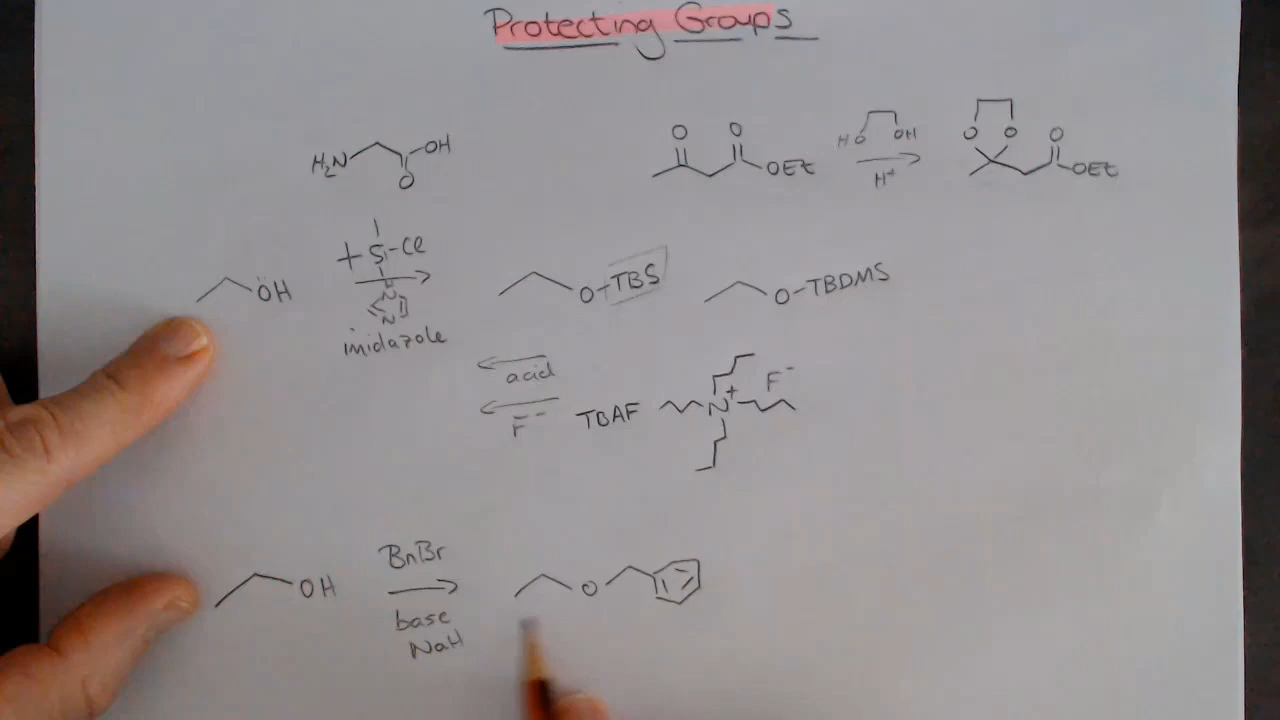 Protecting Groups
H₂N OH
O
O O
OEt
HO OH
H⁺
O O O
OEt
ÖH
Si-Cl
N
N
imidazole
O-TBS
O-TBDMS
acid
F⁻
TBAF
N⁺
F⁻
OH
BnBr
base
NaH
O